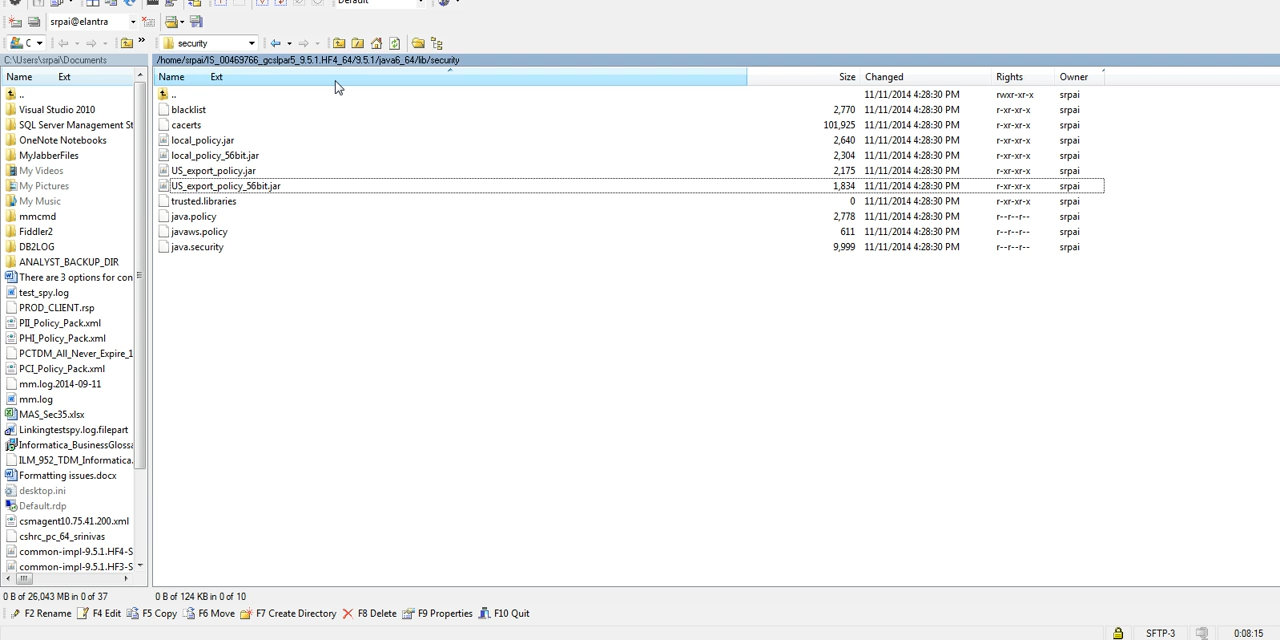 Default
srpai@elantra
C
security
C:\Users\srpai\Documents
/home/srpai/IS_00469766_gcslpar5_9.5.1.HF4_64/9.5.1/java6_64/lib/security
Name Ext
Name Ext Size Changed Rights Owner
..
.. 11/11/2014 4:28:30 PM rwxr-xr-x srpai
Visual Studio 2010
blacklist 2,770 11/11/2014 4:28:30 PM r-xr-xr-x srpai
SQL Server Management St
cacerts 101,925 11/11/2014 4:28:30 PM r-xr-xr-x srpai
OneNote Notebooks
local_policy.jar 2,640 11/11/2014 4:28:30 PM r-xr-xr-x srpai
MyJabberFiles
local_policy_56bit.jar 2,304 11/11/2014 4:28:30 PM r-xr-xr-x srpai
My Videos
US_export_policy.jar 2,175 11/11/2014 4:28:30 PM r-xr-xr-x srpai
My Pictures
US_export_policy_56bit.jar 1,834 11/11/2014 4:28:30 PM r-xr-xr-x srpai
My Music
trusted.libraries 0 11/11/2014 4:28:30 PM r-xr-xr-x srpai
mmcmd
java.policy 2,778 11/11/2014 4:28:30 PM r--r--r-- srpai
Fiddler2
javaws.policy 611 11/11/2014 4:28:30 PM r--r--r-- srpai
DB2LOG
java.security 9,999 11/11/2014 4:28:30 PM r--r--r-- srpai
ANALYST_BACKUP_DIR
There are 3 options for con
test_spy.log
PROD_CLIENT.rsp
PII_Policy_Pack.xml
PHI_Policy_Pack.xml
PCTDM_All_Never_Expire_1
PCI_Policy_Pack.xml
mm.log.2014-09-11
mm.log
MAS_Sec35.xlsx
Linkingtestspy.log.filepart
Informatica_BusinessGlossa
ILM_952_TDM_Informatica.
Formatting issues.docx
desktop.ini
Default.rdp
csmagent10.75.41.200.xml
cshrc_pc_64_srinivas
common-impl-9.5.1.HF4-S
common-impl-9.5.1.HF3-S
0 B of 26,043 MB in 0 of 37
0 B of 124 KB in 0 of 10
F2 Rename F4 Edit F5 Copy F6 Move F7 Create Directory F8 Delete F9 Properties F10 Quit
SFTP-3 0:08:15